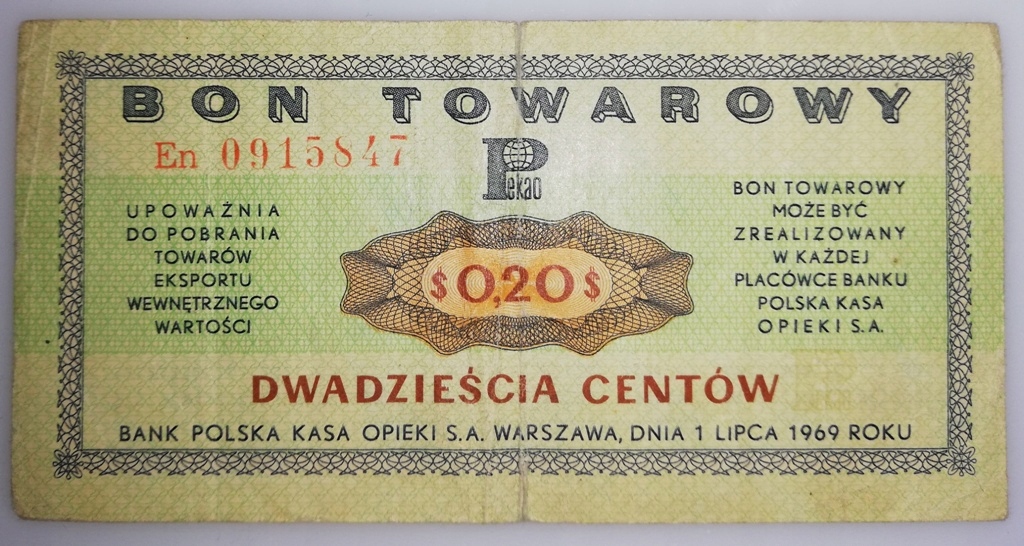 BON TOWAROWY
En 0915847
Pekao
UPOWAŻNIA
DO POBRANIA
TOWARÓW
EKSPORTU
WEWNĘTRZNEGO
WARTOŚCI
$0,20$
BON TOWAROWY
MOŻE BYĆ
ZREALIZOWANY
W KAŻDEJ
PLACÓWCE BANKU
POLSKA KASA
OPIEKI S.A.
DWADZIEŚCIA CENTÓW
BANK POLSKA KASA OPIEKI S.A. WARSZAWA, DNIA 1 LIPCA 1969 ROKU